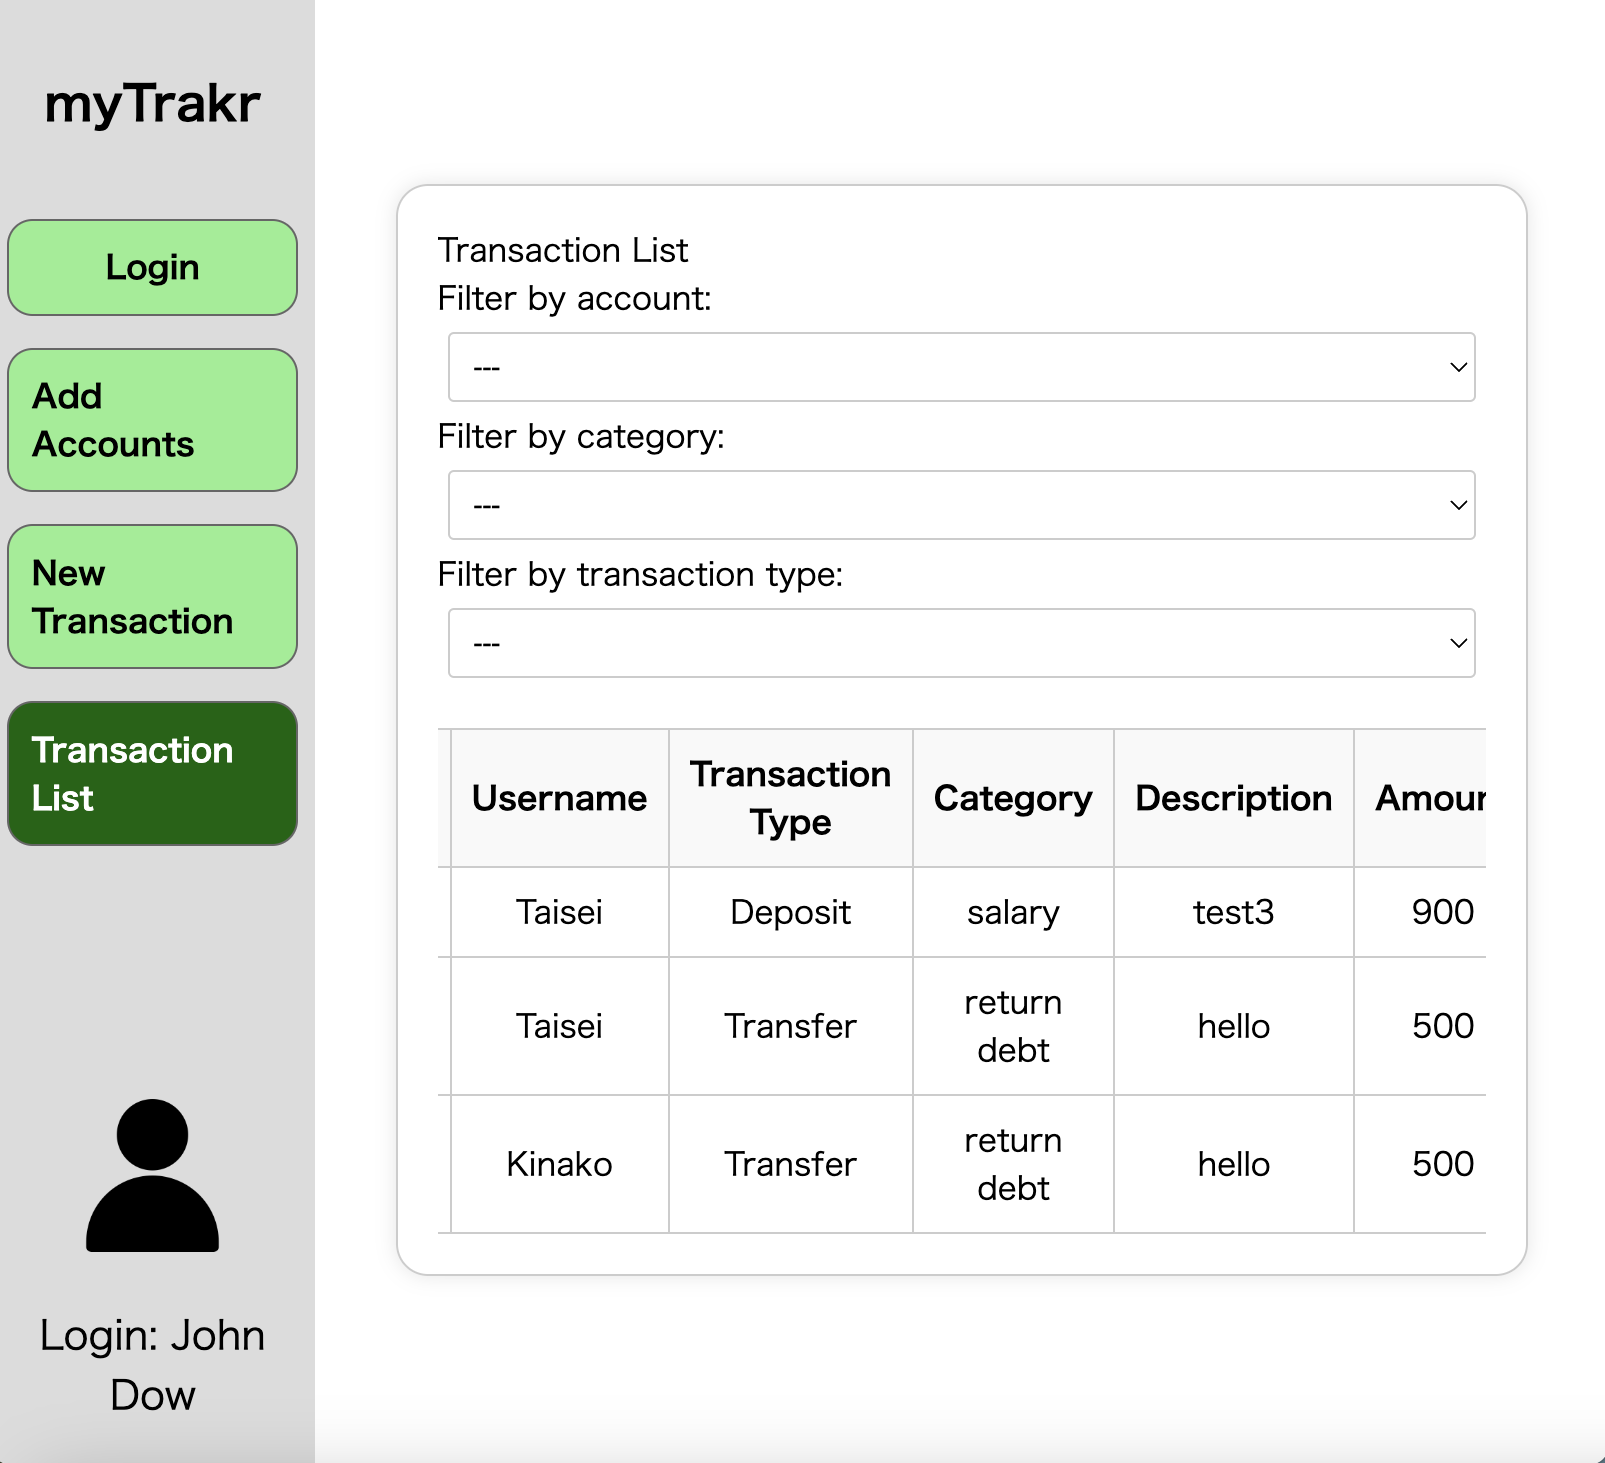 myTrakr
Login
Add
Accounts
New
Transaction
Transaction
List
Login: John
Dow
Transaction List
Filter by account:
---
Filter by category:
---
Filter by transaction type:
---
Username Transaction Type Category Description Amoun
Taisei Deposit salary test3 900
Taisei Transfer return debt hello 500
Kinako Transfer return debt hello 500